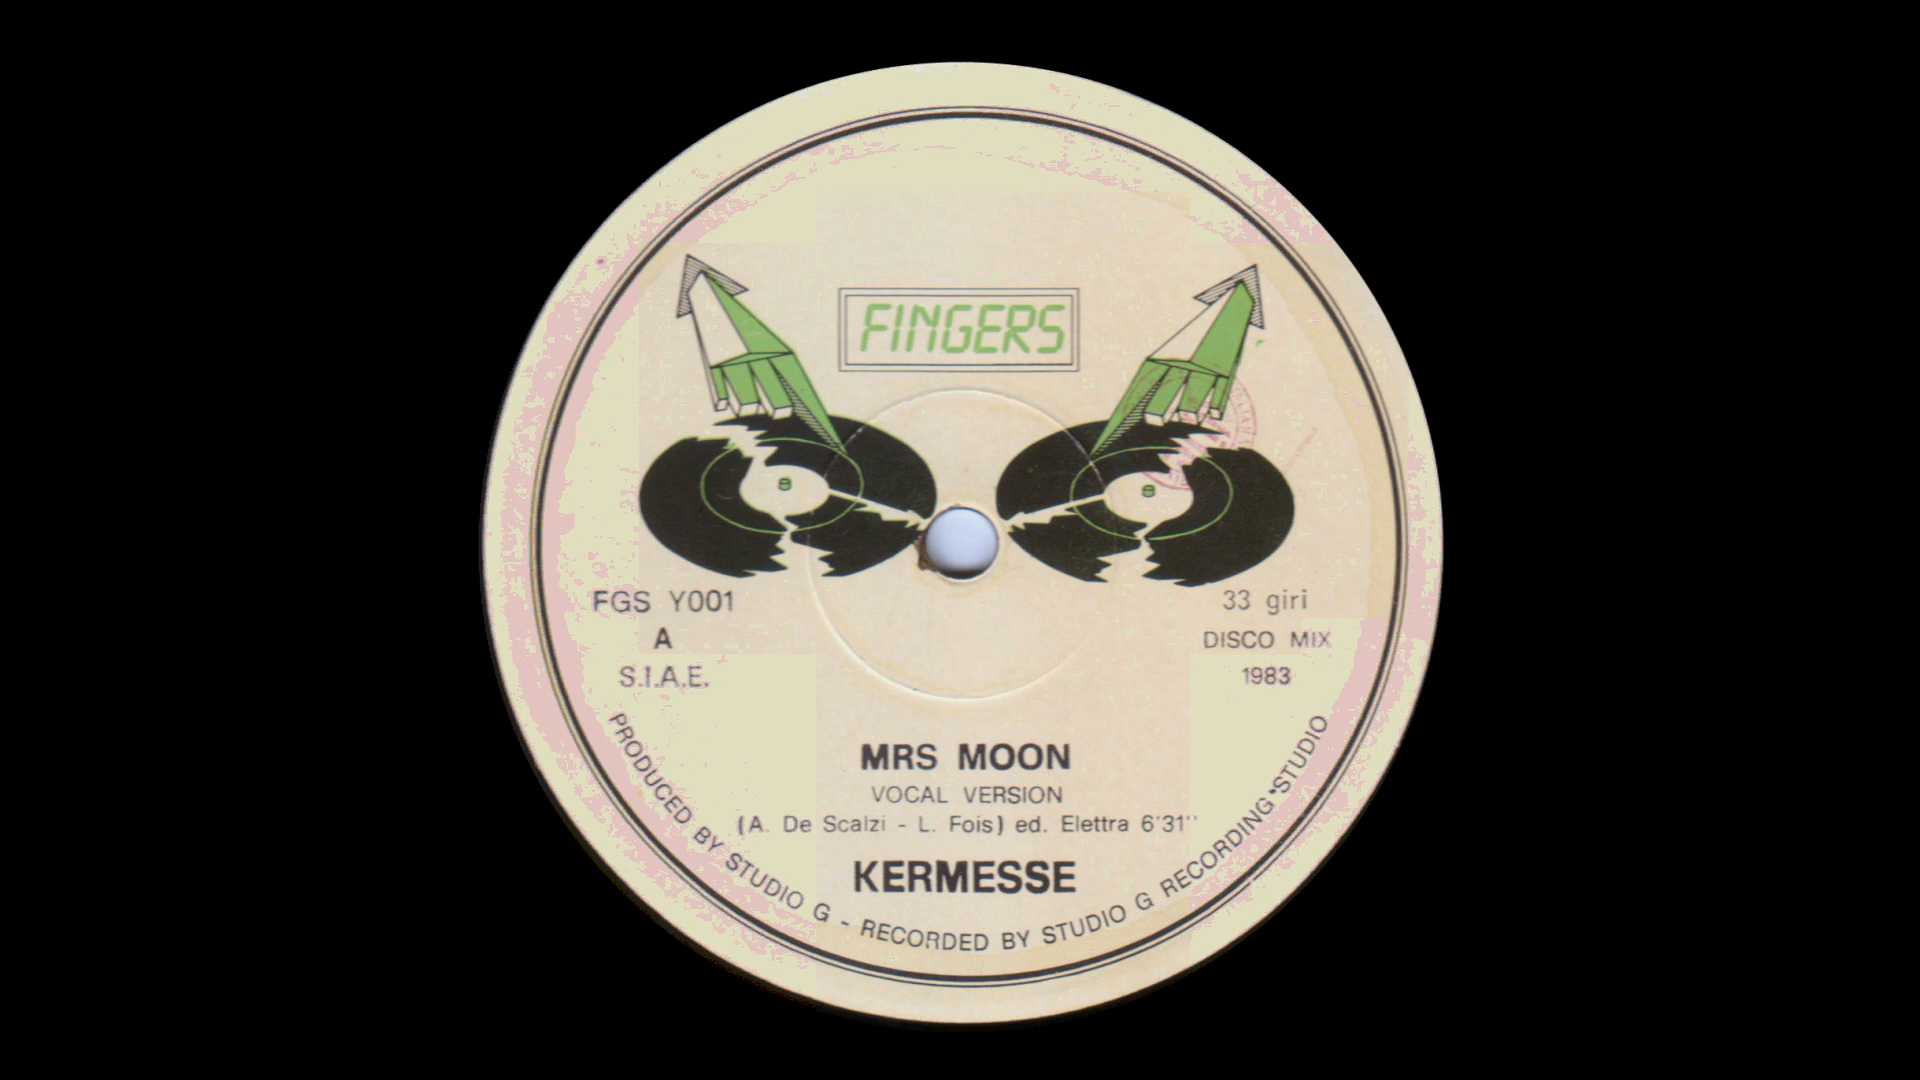 FINGERS
FGS Y001
A
S.I.A.E.
33 giri
DISCO MIX
1983
MRS MOON
VOCAL VERSION
(A. De Scalzi - L. Fois) ed. Elettra 6'31''
KERMESSE
PRODUCED BY STUDIO G - RECORDED BY STUDIO G RECORDING STUDIO